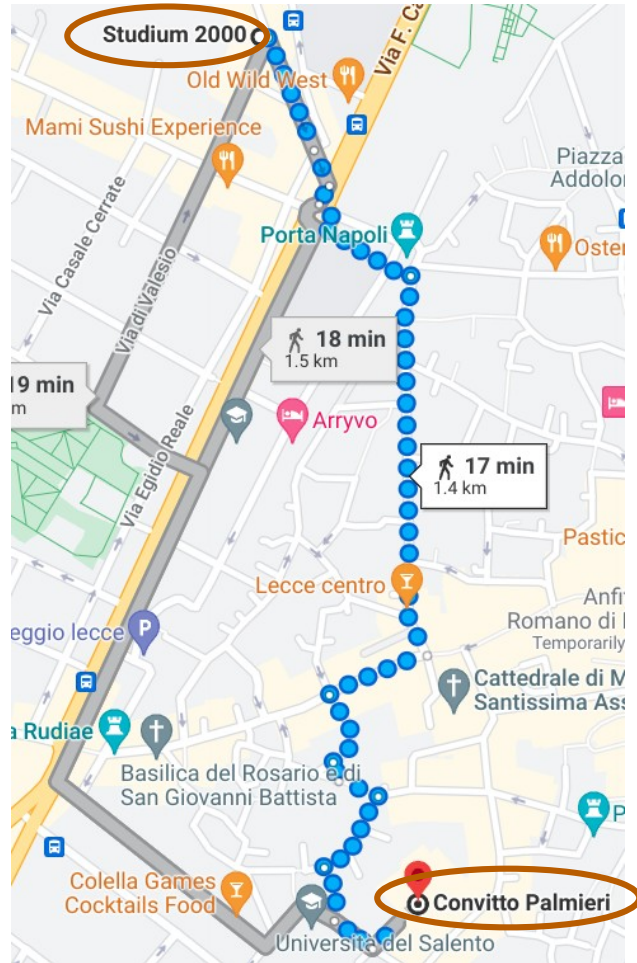 Studium 2000
Via F. Ca
Old Wild West
Mami Sushi Experience
Piazza
Addolo
Via Casale Cerrate
Porta Napoli
Oster
Via di Valesio
18 min
1.5 km
19 min
m
Arryvo
Via Egidio Reale
17 min
1.4 km
Pastic
Lecce centro
Anfi
Romano di
Temporarily
eggio lecce
P
Cattedrale di M
Santissima Ass
a Rudiae
Basilica del Rosario e di
San Giovanni Battista
P
Colella Games
Cocktails Food
Convitto Palmieri
Università del Salento